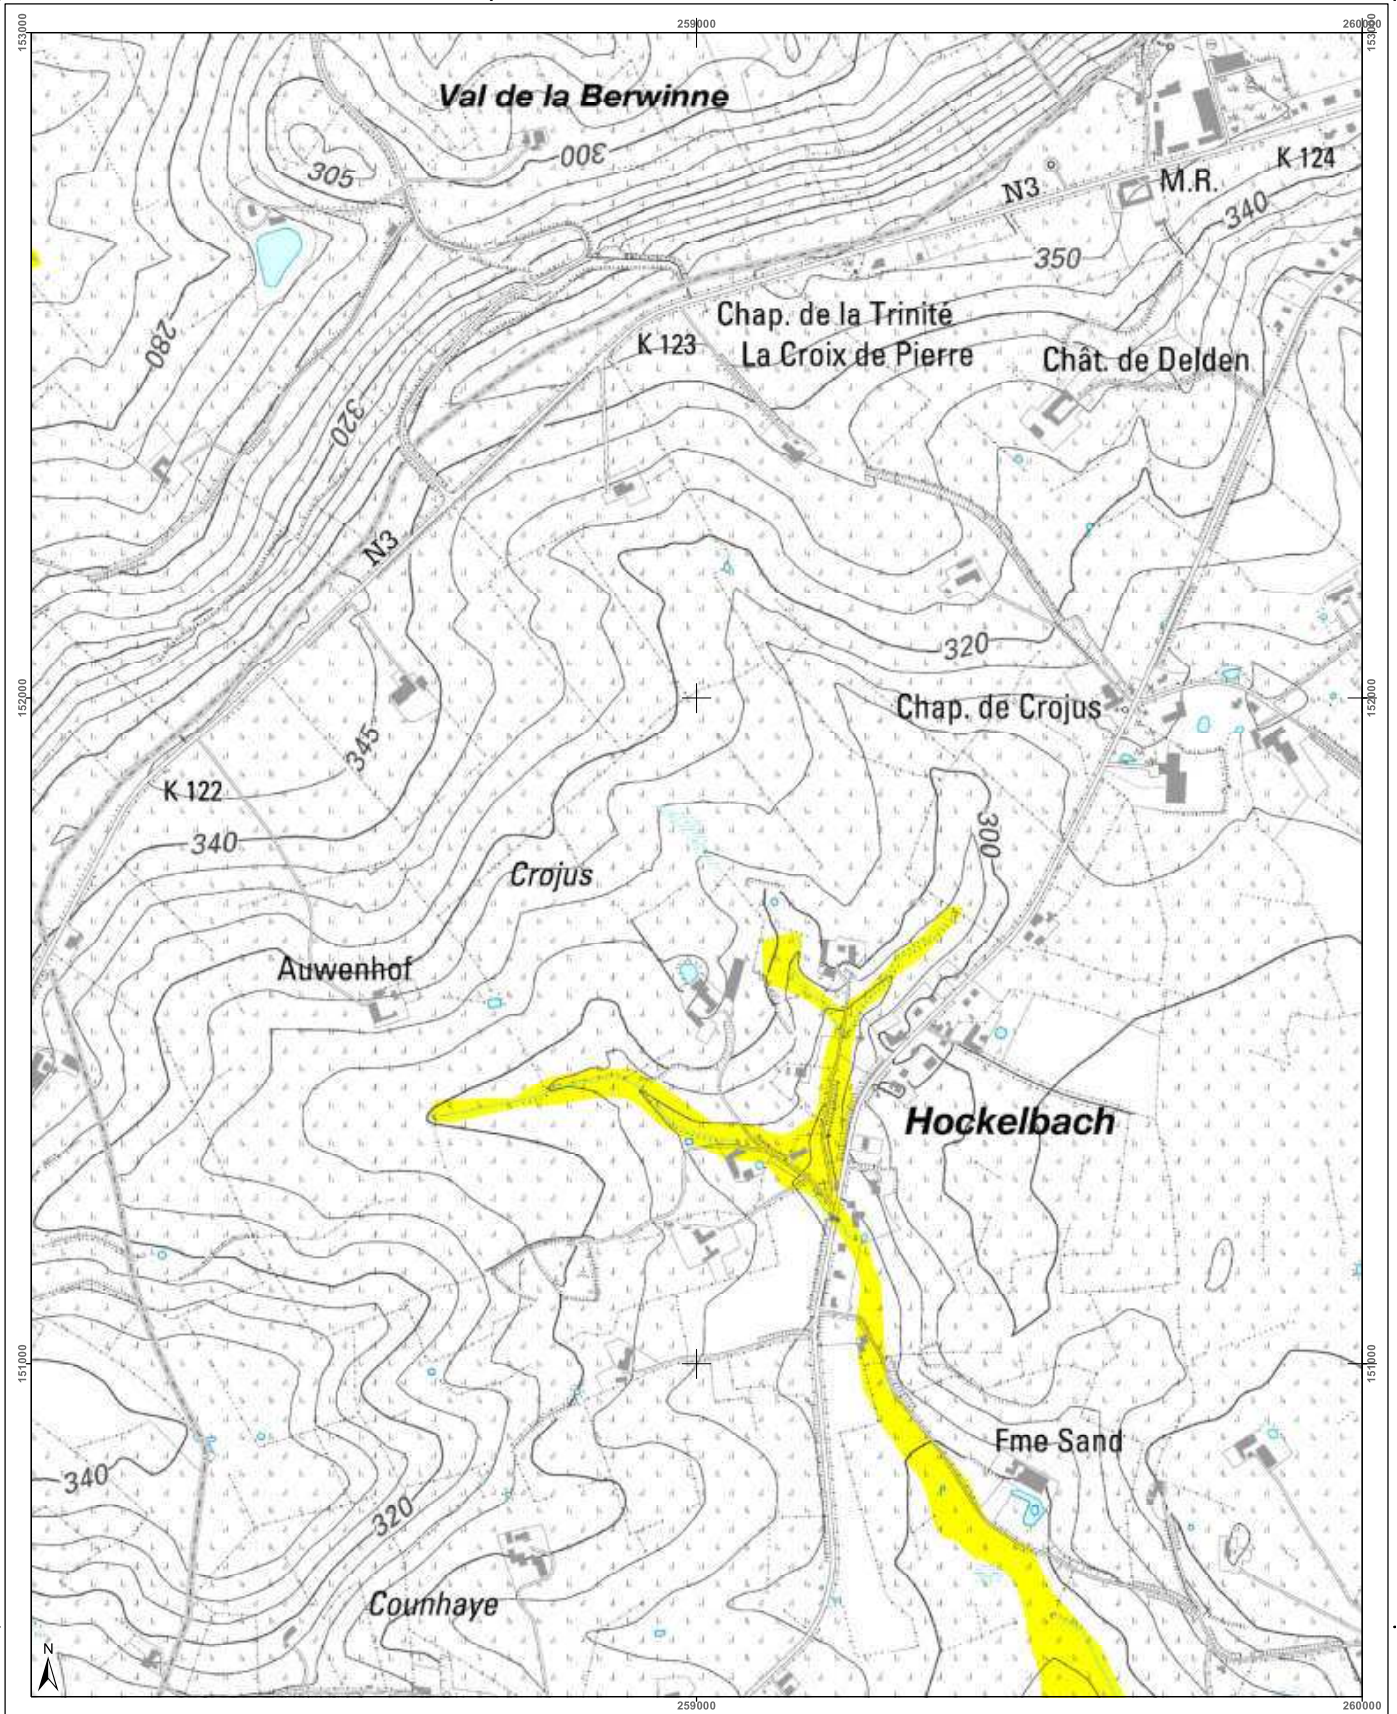 259000
260000
153000
153000
Val de la Berwinne
300
305
K 124
N3
M.R.
340
350
280
Chap. de la Trinité
K 123
La Croix de Pierre
Chât. de Delden
320
N3
320
152000
152000
Chap. de Crojus
345
K 122
340
300
Crojus
Auwenhof
Hockelbach
151000
151000
Fme Sand
340
320
Counhaye
N
259000
260000